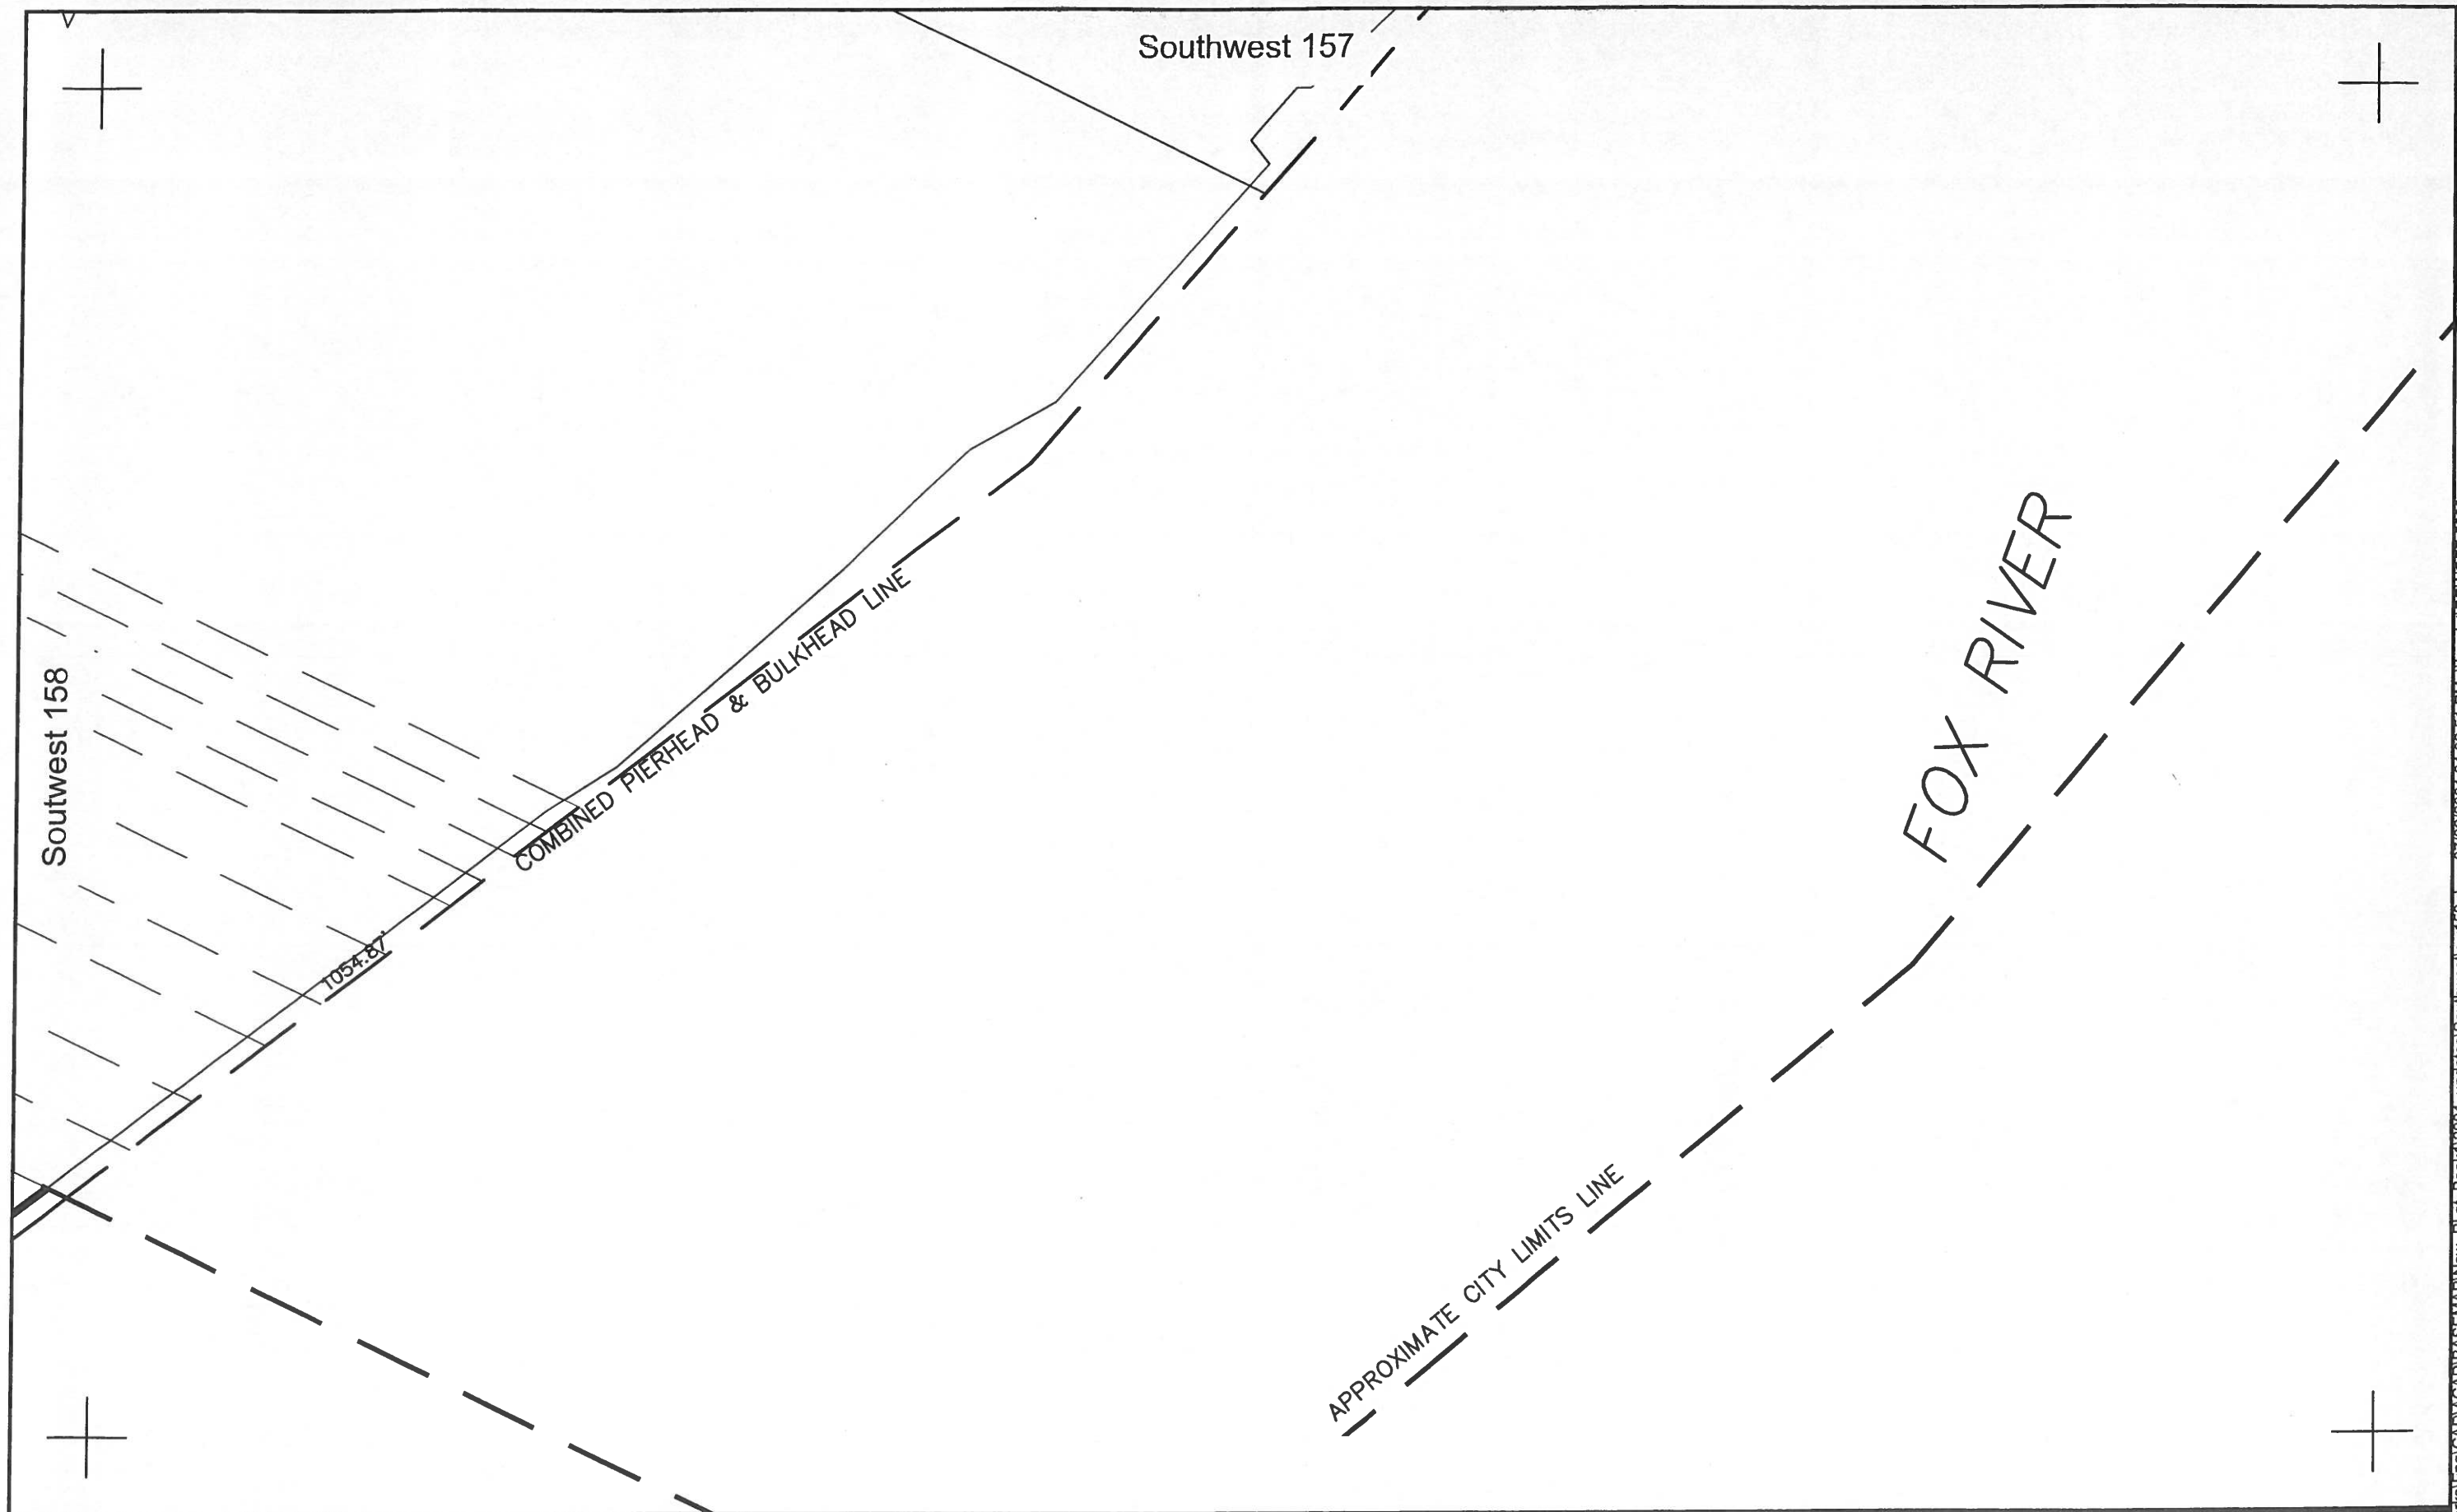 Southwest 157
Soutwest 158
COMBINED PIERHEAD & BULKHEAD LINE
1054.87'
FOX RIVER
APPROXIMATE CITY LIMITS LINE